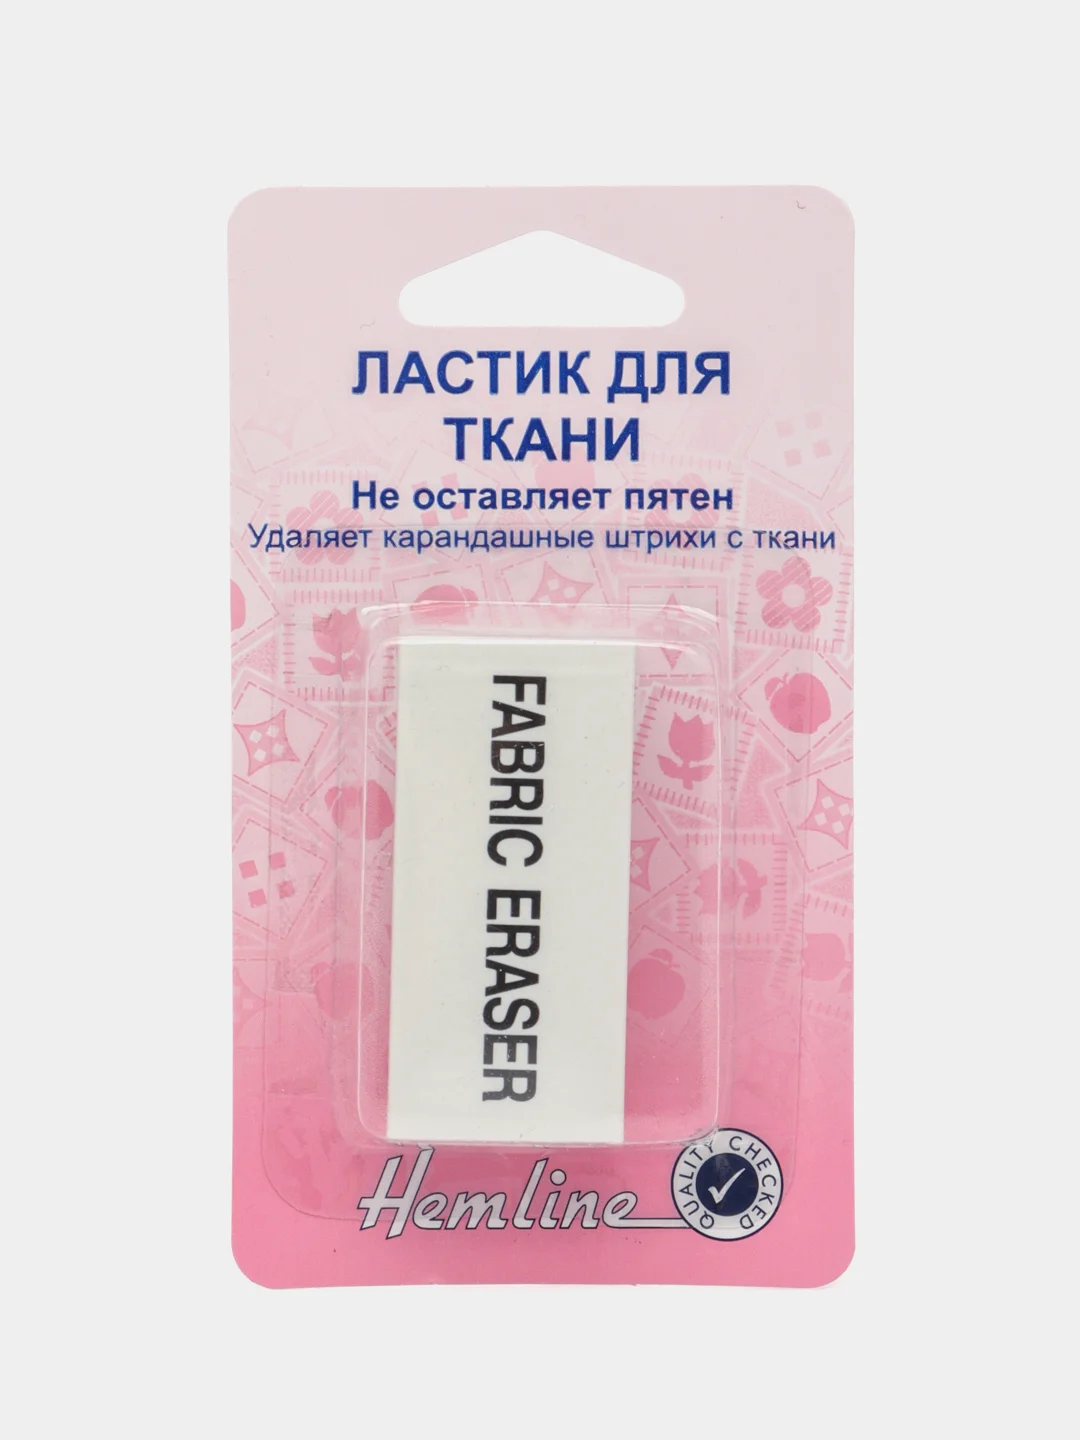 ЛАСТИК ДЛЯ
ТКАНИ
Не оставляет пятен
Удаляет карандашные штрихи с ткани
FABRIC ERASER
Hemline
QUALITY CHECKED